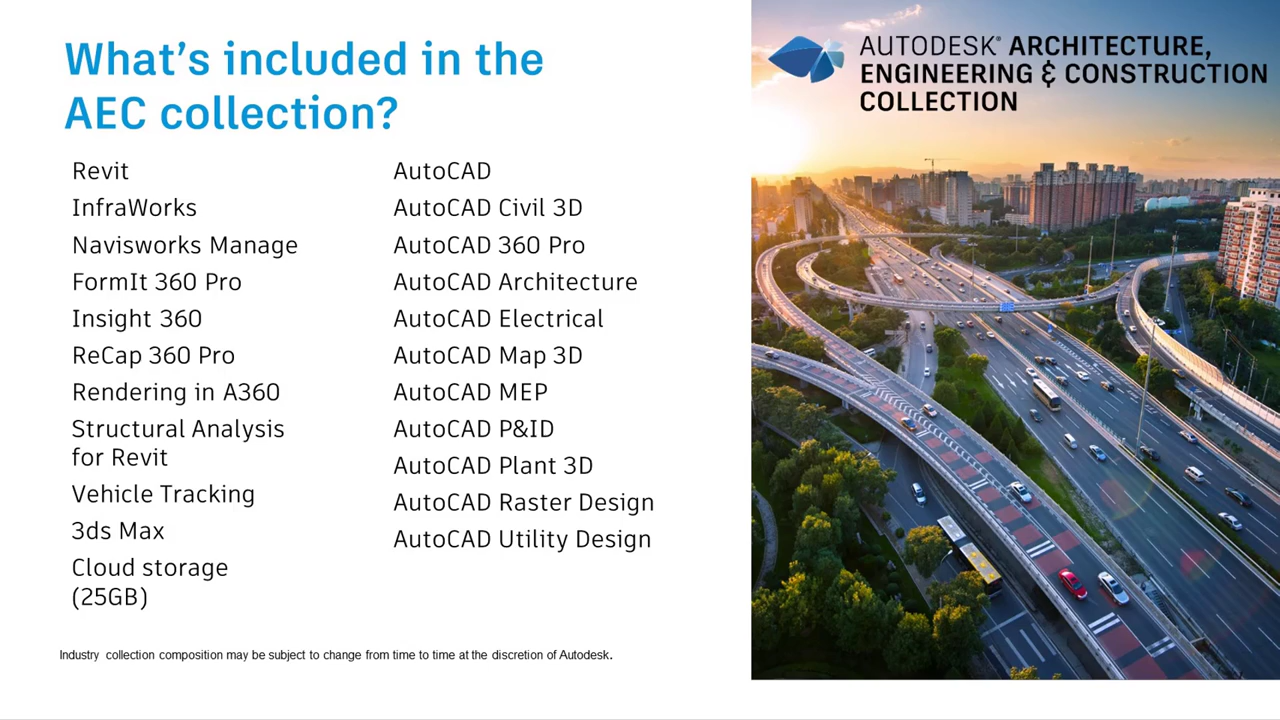 What's included in the
AEC collection?
Revit
InfraWorks
Navisworks Manage
FormIt 360 Pro
Insight 360
ReCap 360 Pro
Rendering in A360
Structural Analysis
for Revit
Vehicle Tracking
3ds Max
Cloud storage
(25GB)
AutoCAD
AutoCAD Civil 3D
AutoCAD 360 Pro
AutoCAD Architecture
AutoCAD Electrical
AutoCAD Map 3D
AutoCAD MEP
AutoCAD P&ID
AutoCAD Plant 3D
AutoCAD Raster Design
AutoCAD Utility Design
Industry collection composition may be subject to change from time to time at the discretion of Autodesk.
AUTODESK® ARCHITECTURE,
ENGINEERING & CONSTRUCTION
COLLECTION